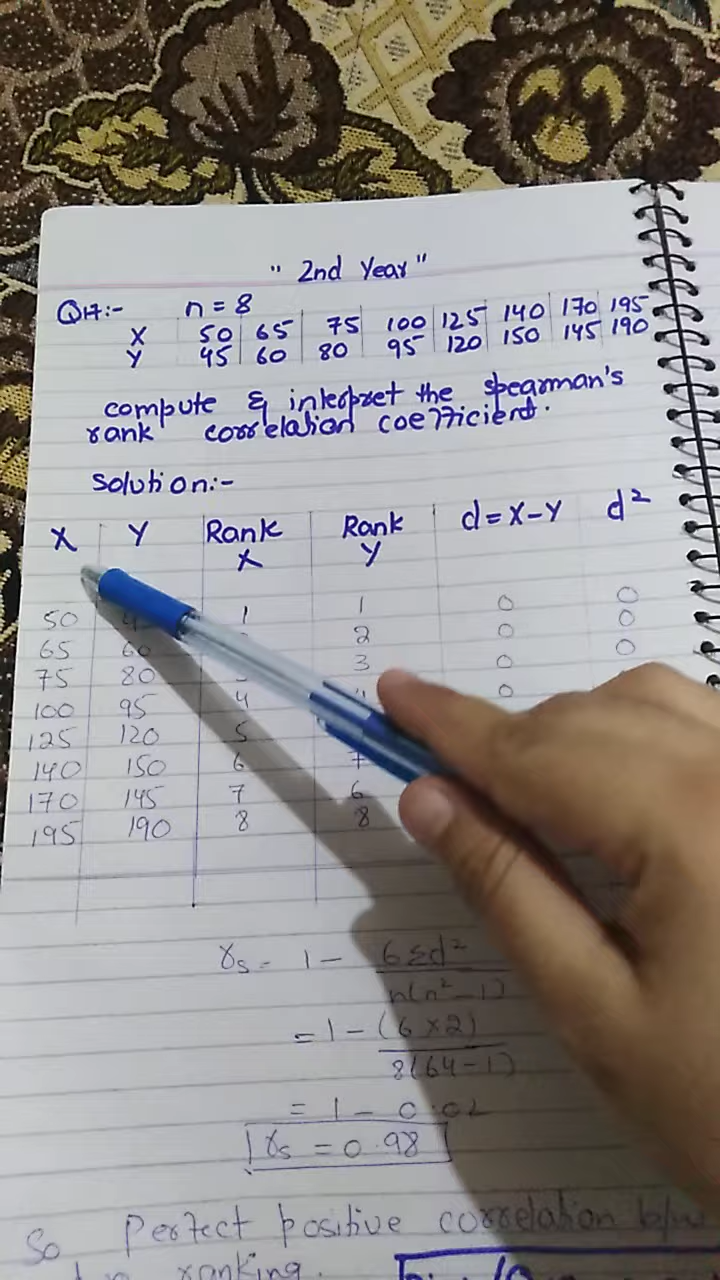 " 2nd Year "
Q17:- n = 8
X 50 65 75 100 125 140 170 195
Y 45 60 80 95 120 150 145 190
compute & interpret the spearman's
rank correlation coefficient.
Solution:-
X Y Rank X Rank Y d = X-Y d²
50 1 1 0 0
65 60 2 0 0
75 80 3 0 0
100 95 4 0
125 120 5
140 150 6 7
170 145 7 6
195 190 8 8
rs = 1 - 6Σd² / n(n²-1)
= 1 - (6×2) / 8(64-1)
= 1 - 0.02
rs = 0.98
So Perfect positive correlation b/w
ranking.